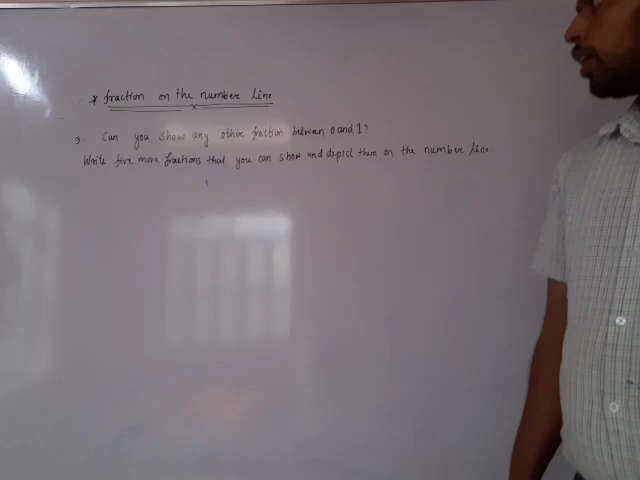 * fraction on the number line
3. Can you show any other fraction between 0 and 1?
Write five more fractions that you can show und depict them on the number line.